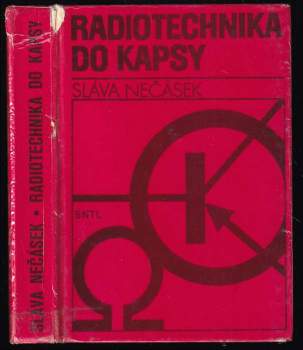 RADIOTECHNIKA
DO KAPSY
SLÁVA NEČÁSEK
SNTL
SLÁVA NEČÁSEK • RADIOTECHNIKA DO KAPSY